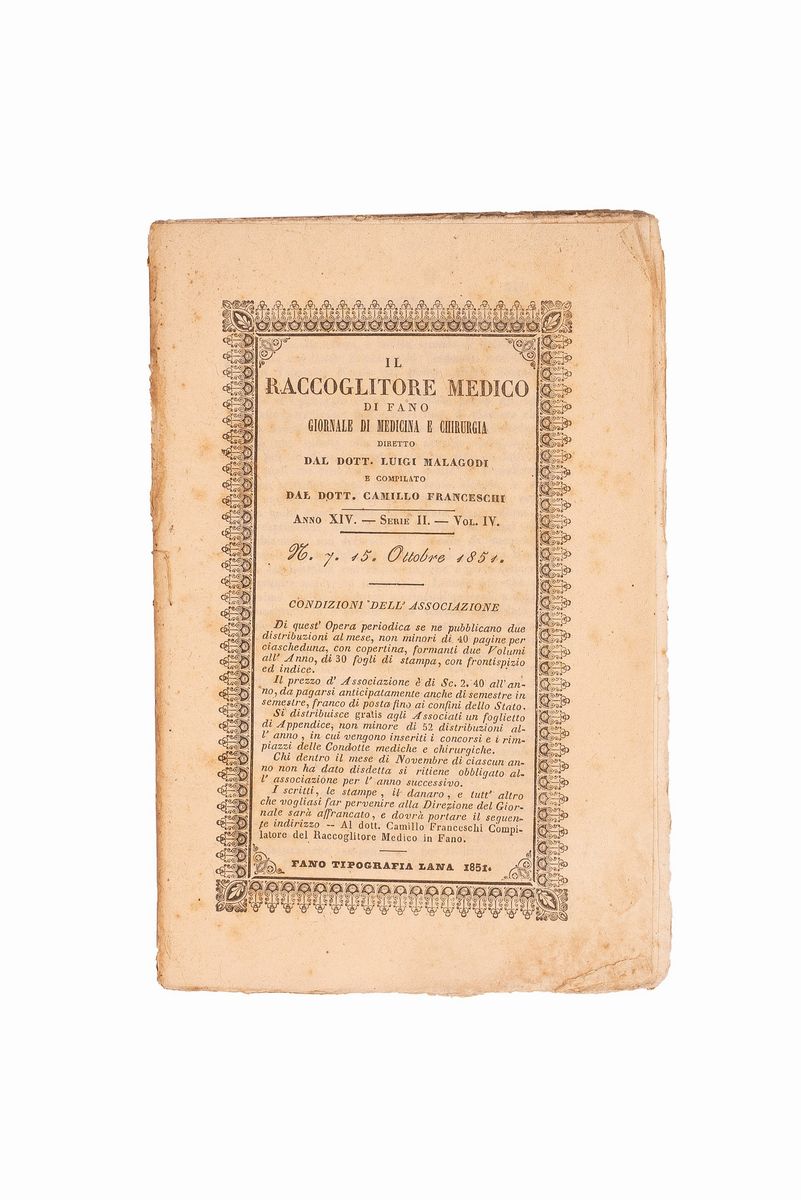 IL
RACCOGLITORE MEDICO
DI FANO
GIORNALE DI MEDICINA E CHIRURGIA
DIRETTO
DAL DOTT. LUIGI MALAGODI
E COMPILATO
DAL DOTT. CAMILLO FRANCESCHI
ANNO XIV. — SERIE II. — VOL. IV.
N. 7. 15. Ottobre 1851.
CONDIZIONI DELL' ASSOCIAZIONE
Di quest' Opera periodica se ne pubblicano due
distribuzioni al mese, non minori di 40 pagine per
ciascheduna, con copertina, formanti due Volumi
all' Anno, di 30 fogli di stampa, con frontispizio
ed indice.
Il prezzo d' Associazione è di Sc. 2. 40 all' an-
no, da pagarsi anticipatamente anche di semestre in
semestre, franco di posta fino ai confini dello Stato.
Si distribuisce gratis agli Associati un foglietto
di Appendice, non minore di 52 distribuzioni al-
l' anno, in cui vengono inseriti i concorsi e i rim-
piazzi delle Condotte mediche e chirurgiche.
Chi dentro il mese di Novembre di ciascun an-
no non ha dato disdetta si ritiene obbligato al-
l' associazione per l' anno successivo.
I scritti, le stampe, il danaro, e tutt' altro
che vogliasi far pervenire alla Direzione del Gior-
nale sarà affrancato, e dovrà portare il seguen-
te indirizzo — Al dott. Camillo Franceschi Compi-
latore del Raccoglitore Medico in Fano.
FANO TIPOGRAFIA LANA 1851.